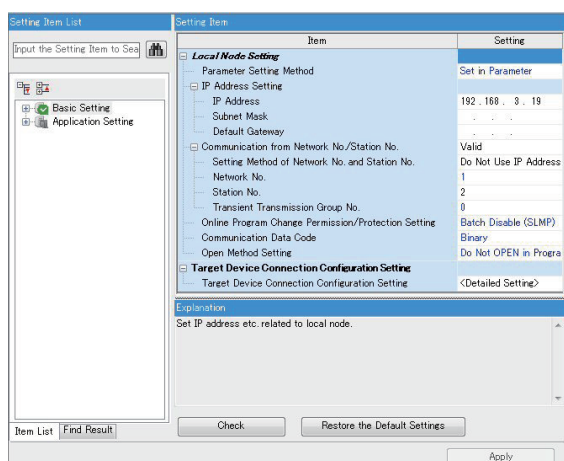 Setting Item List
Input the Setting Item to Sea
Basic Setting
Application Setting
Item List
Find Result
Setting Item
Item Setting
Local Node Setting
Parameter Setting Method Set in Parameter
IP Address Setting
IP Address 192 . 168 . 3 . 19
Subnet Mask . . .
Default Gateway . . .
Communication from Network No./Station No. Valid
Setting Method of Network No. and Station No. Do Not Use IP Address
Network No. 1
Station No. 2
Transient Transmission Group No. 0
Online Program Change Permission/Protection Setting Batch Disable (SLMP)
Communication Data Code Binary
Open Method Setting Do Not OPEN in Progra
Target Device Connection Configuration Setting
Target Device Connection Configuration Setting <Detailed Setting>
Explanation
Set IP address etc. related to local node.
Check
Restore the Default Settings
Apply